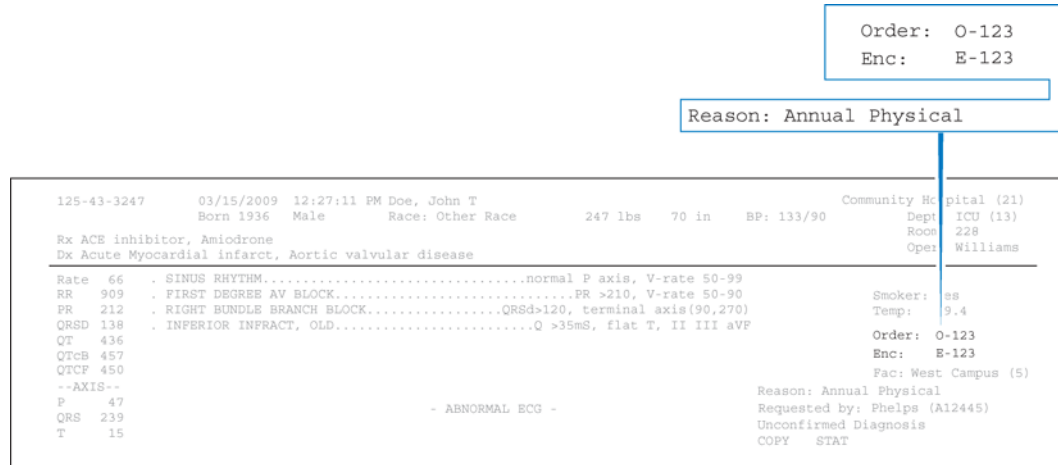 Order: O-123
Enc: E-123
Reason: Annual Physical
125-43-3247 03/15/2009 12:27:11 PM Doe, John T Community Ho pital (21)
Born 1936 Male Race: Other Race 247 lbs 70 in BP: 133/90 Dept ICU (13)
Room 228
Rx ACE inhibitor, Amiodrone
Oper Williams
Dx Acute Myocardial infarct, Aortic valvular disease
Rate 66 . SINUS RHYTHM.................................normal P axis, V-rate 50-99
RR 909 . FIRST DEGREE AV BLOCK..............................PR >210, V-rate 50-90
PR 212 . RIGHT BUNDLE BRANCH BLOCK.................QRSd>120, terminal axis(90,270)
QRSD 138 . INFERIOR INFRACT, OLD.........................Q >35mS, flat T, II III aVF
Smoker: es
Temp: 9.4
QT 436
Order: O-123
QTcB 457
Enc: E-123
QTCF 450
Fac: West Campus (5)
--AXIS--
Reason: Annual Physical
P 47
- ABNORMAL ECG -
Requested by: Phelps (A12445)
QRS 239
Unconfirmed Diagnosis
T 15
COPY STAT